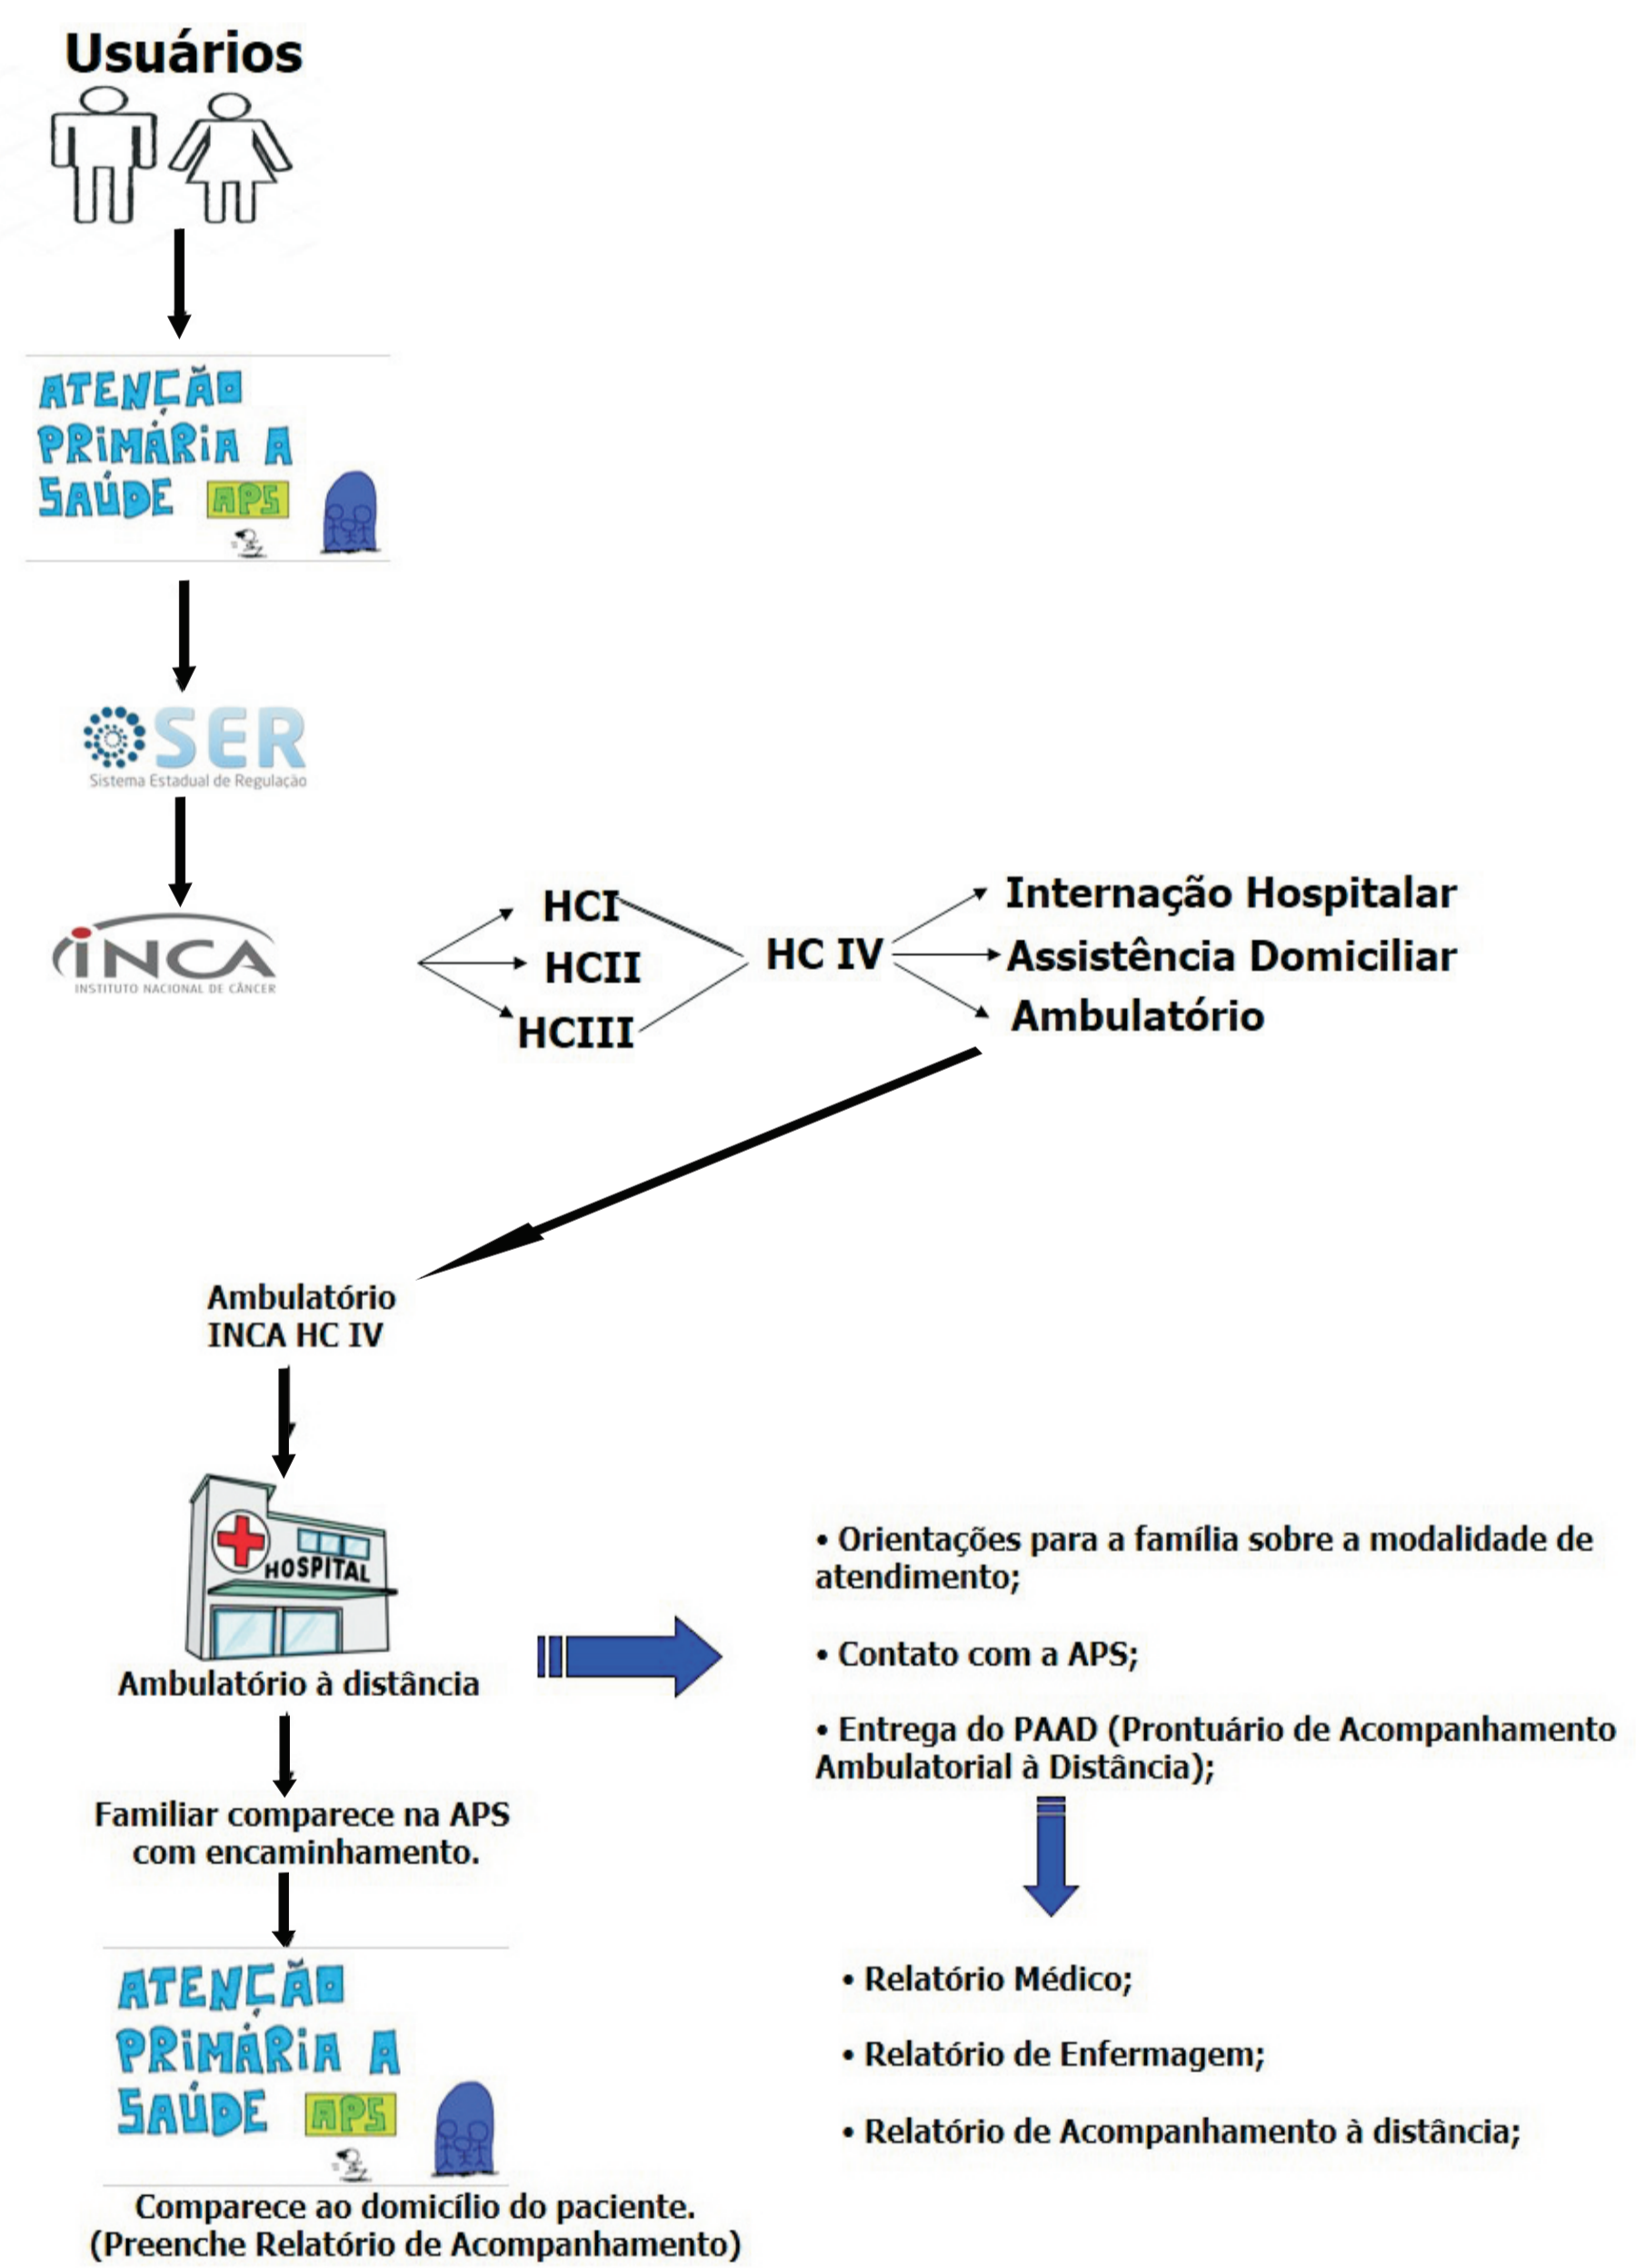 Usuários
ATENÇÃO
PRIMÁRIA A
SAÚDE APS
SER
Sistema Estadual de Regulação
INCA
INSTITUTO NACIONAL DE CÂNCER
HCI
HCII
HCIII
HC IV
Internação Hospitalar
Assistência Domiciliar
Ambulatório
Ambulatório
INCA HC IV
HOSPITAL
Ambulatório à distância
• Orientações para a família sobre a modalidade de
atendimento;
• Contato com a APS;
• Entrega do PAAD (Prontuário de Acompanhamento
Ambulatorial à Distância);
• Relatório Médico;
• Relatório de Enfermagem;
• Relatório de Acompanhamento à distância;
Familiar comparece na APS
com encaminhamento.
ATENÇÃO
PRIMÁRIA A
SAÚDE APS
Comparece ao domicílio do paciente.
(Preenche Relatório de Acompanhamento)